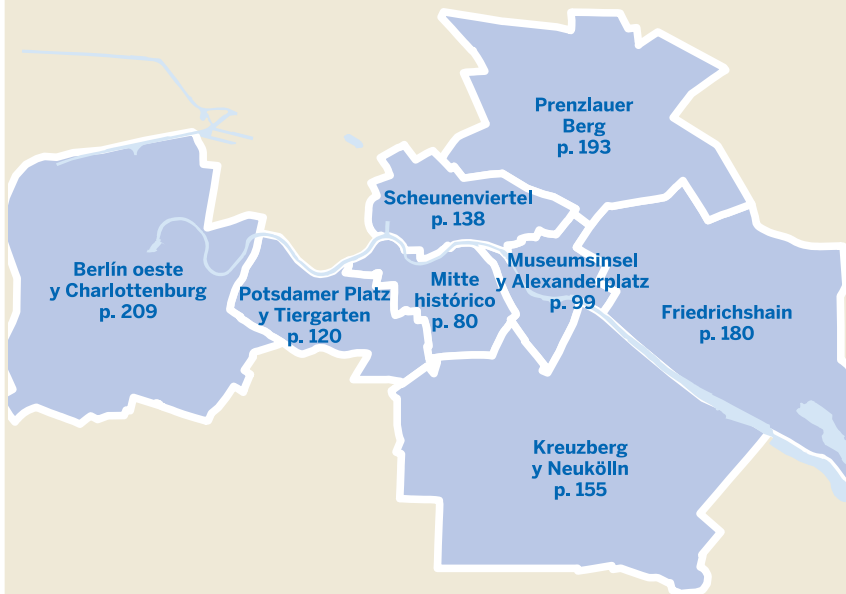 Prenzlauer
Berg
p. 193
Scheunenviertel
p. 138
Museumsinsel
y Alexanderplatz
p. 99
Berlín oeste
y Charlottenburg
p. 209
Potsdamer Platz
y Tiergarten
p. 120
Mitte
histórico
p. 80
Friedrichshain
p. 180
Kreuzberg
y Neukölln
p. 155